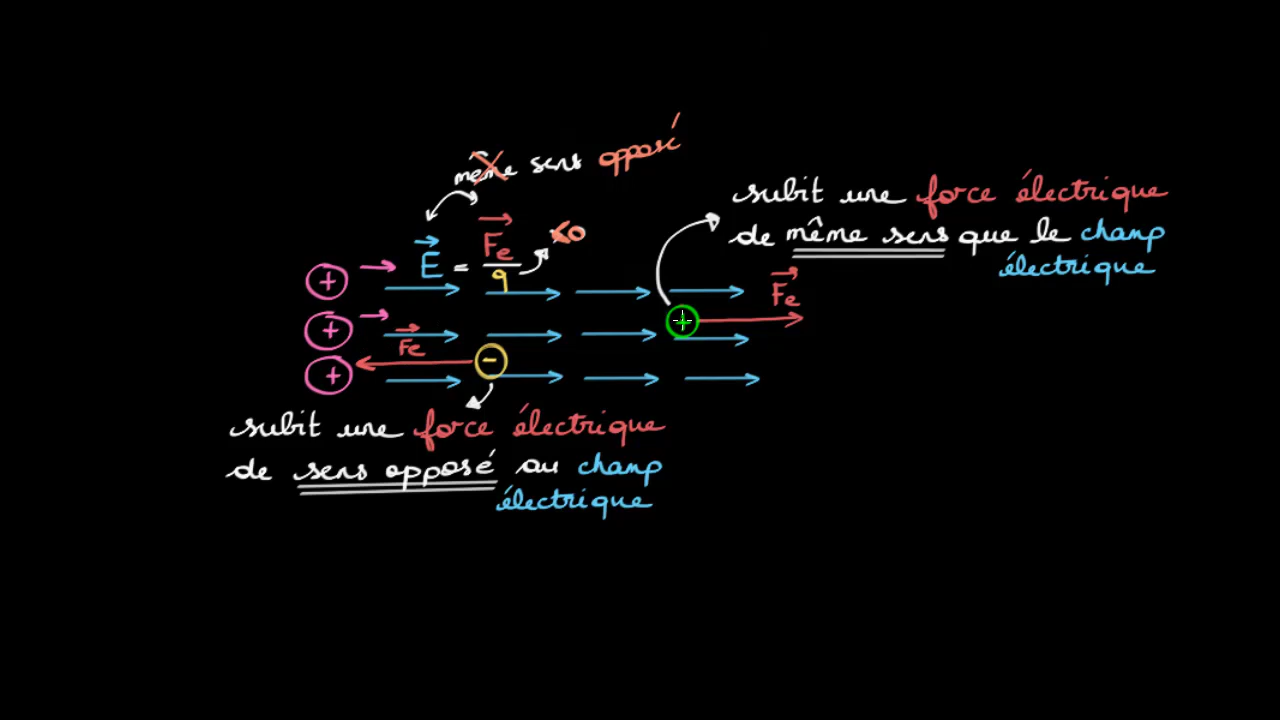 même sens opposé
subit une force électrique
de même sens que le champ
électrique
E = Fe / q
<0
Fe
+
+
+
Fe
-
+
subit une force électrique
de sens opposé au champ
électrique